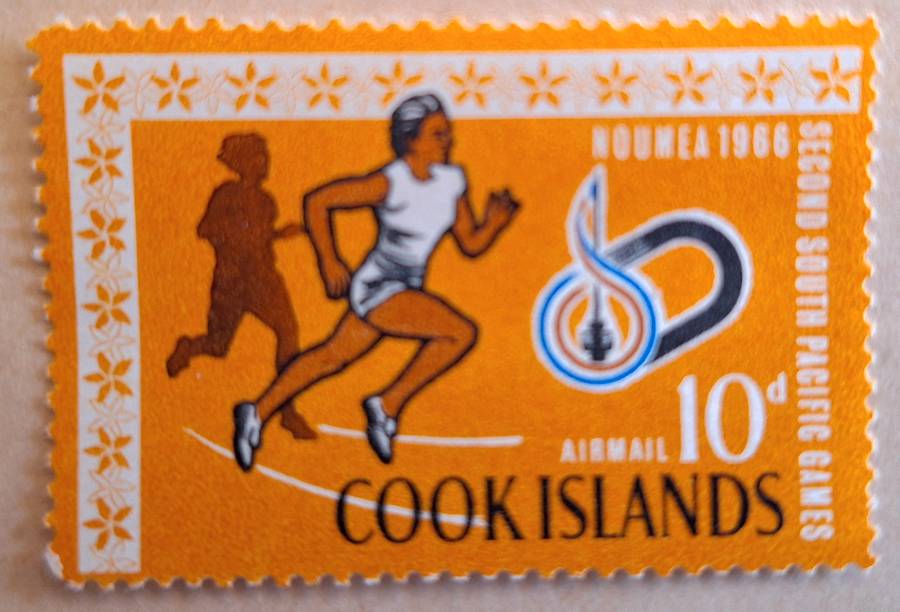 NOUMEA 1966
SECOND SOUTH PACIFIC GAMES
AIRMAIL 10d
COOK ISLANDS